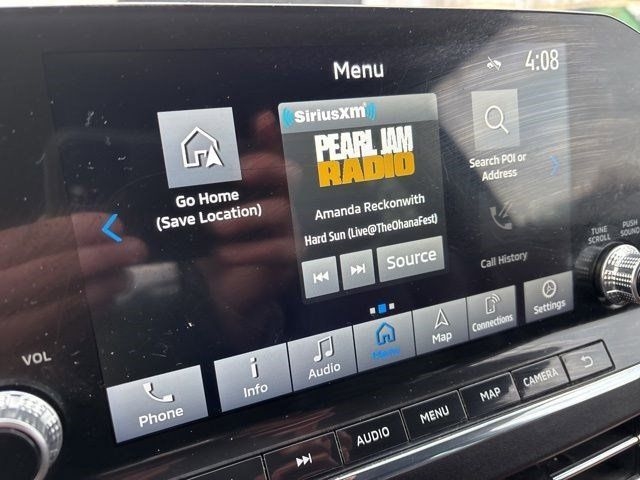 Menu
4:08
SiriusXM
PEARL JAM
RADIO
Amanda Reckonwith
Hard Sun (Live@TheOhanaFest)
Source
Go Home
(Save Location)
Search POI or
Address
Call History
TUNE
SCROLL
PUSH
SOUND
VOL
Phone
Info
Audio
Menu
Map
Connections
Settings
AUDIO
MENU
MAP
CAMERA